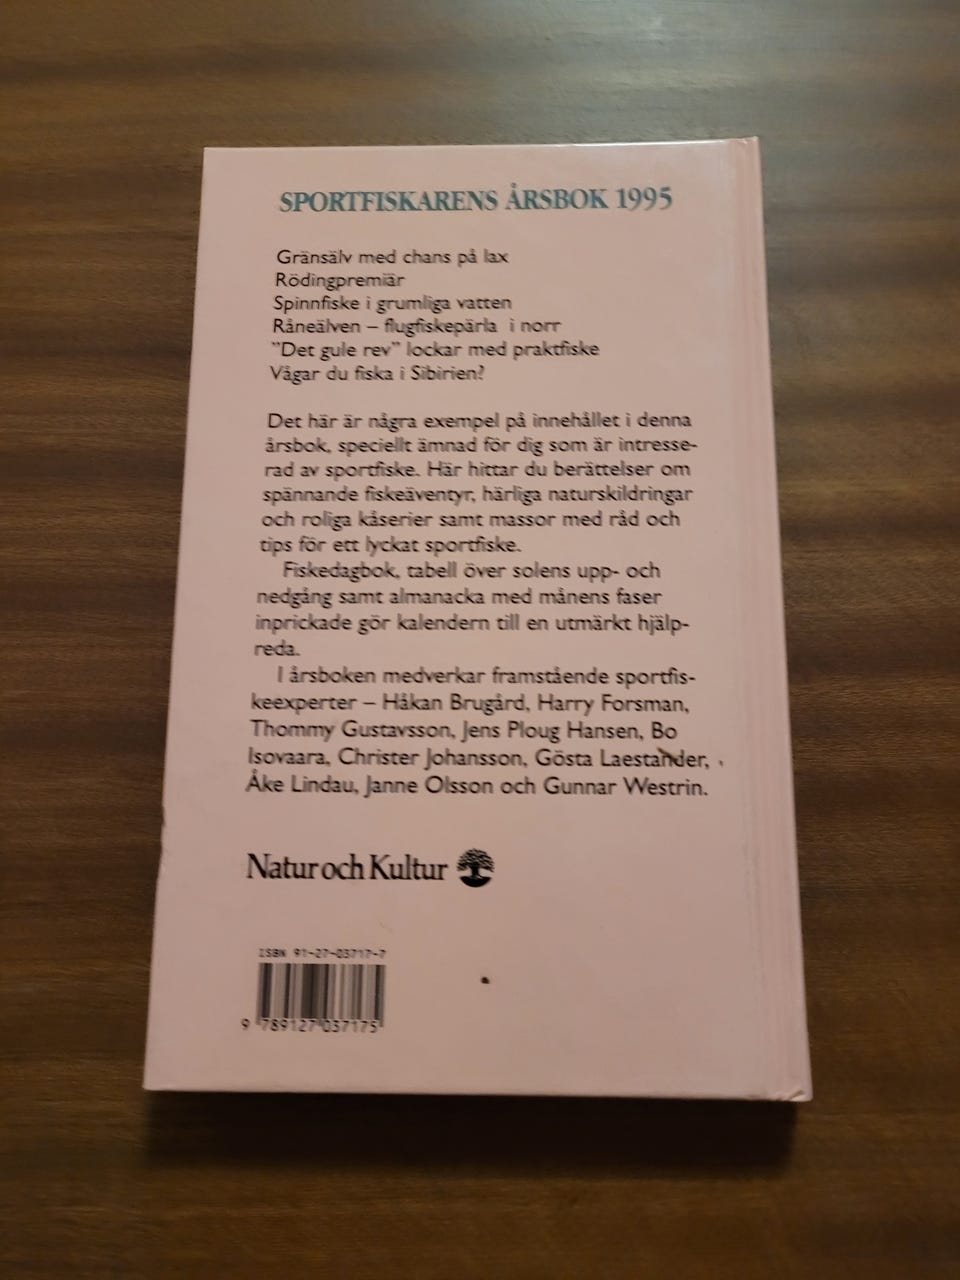 SPORTFISKARENS ÅRSBOK 1995
Gränsälv med chans på lax
Rödingpremiär
Spinnfiske i grumliga vatten
Råneälven – flugfiskepärla i norr
"Det gule rev" lockar med praktfiske
Vågar du fiska i Sibirien?
Det här är några exempel på innehållet i denna
årsbok, speciellt ämnad för dig som är intresse-
rad av sportfiske. Här hittar du berättelser om
spännande fiskeäventyr, härliga naturskildringar
och roliga kåserier samt massor med råd och
tips för ett lyckat sportfiske.
Fiskedagbok, tabell över solens upp- och
nedgång samt almanacka med månens faser
inprickade gör kalendern till en utmärkt hjälp-
reda.
I årsboken medverkar framstående sportfis-
keexperter – Håkan Brugård, Harry Forsman,
Thommy Gustavsson, Jens Ploug Hansen, Bo
Isovaara, Christer Johansson, Gösta Laestander,
Åke Lindau, Janne Olsson och Gunnar Westrin.
Natur och Kultur
ISBN 91-27-03717-7
9 789127 037175